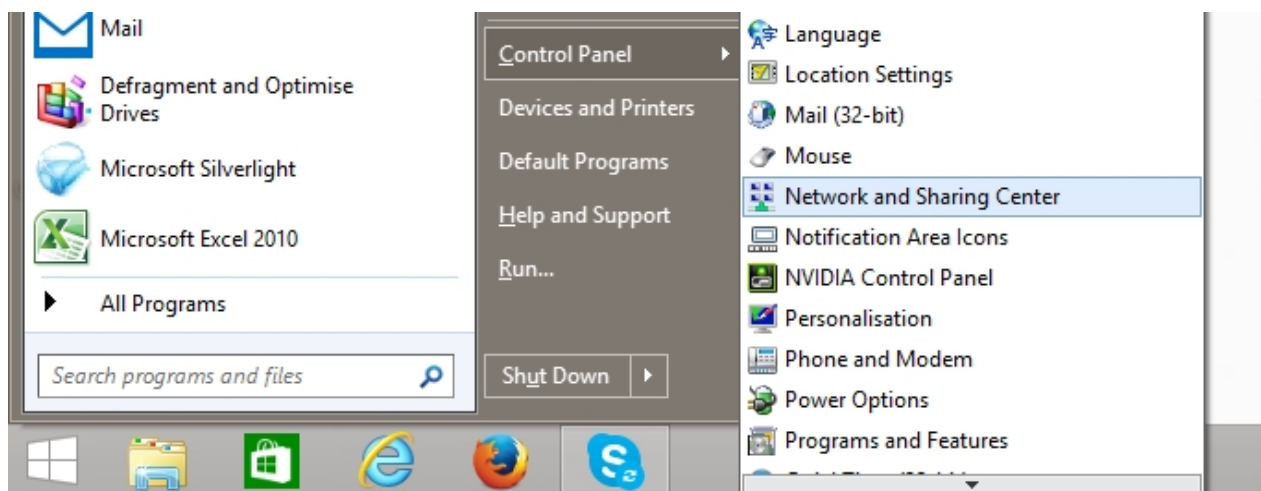 Mail
Defragment and Optimise
Drives
Microsoft Silverlight
Microsoft Excel 2010
All Programs
Search programs and files
Control Panel
Devices and Printers
Default Programs
Help and Support
Run...
Shut Down
Language
Location Settings
Mail (32-bit)
Mouse
Network and Sharing Center
Notification Area Icons
NVIDIA Control Panel
Personalisation
Phone and Modem
Power Options
Programs and Features